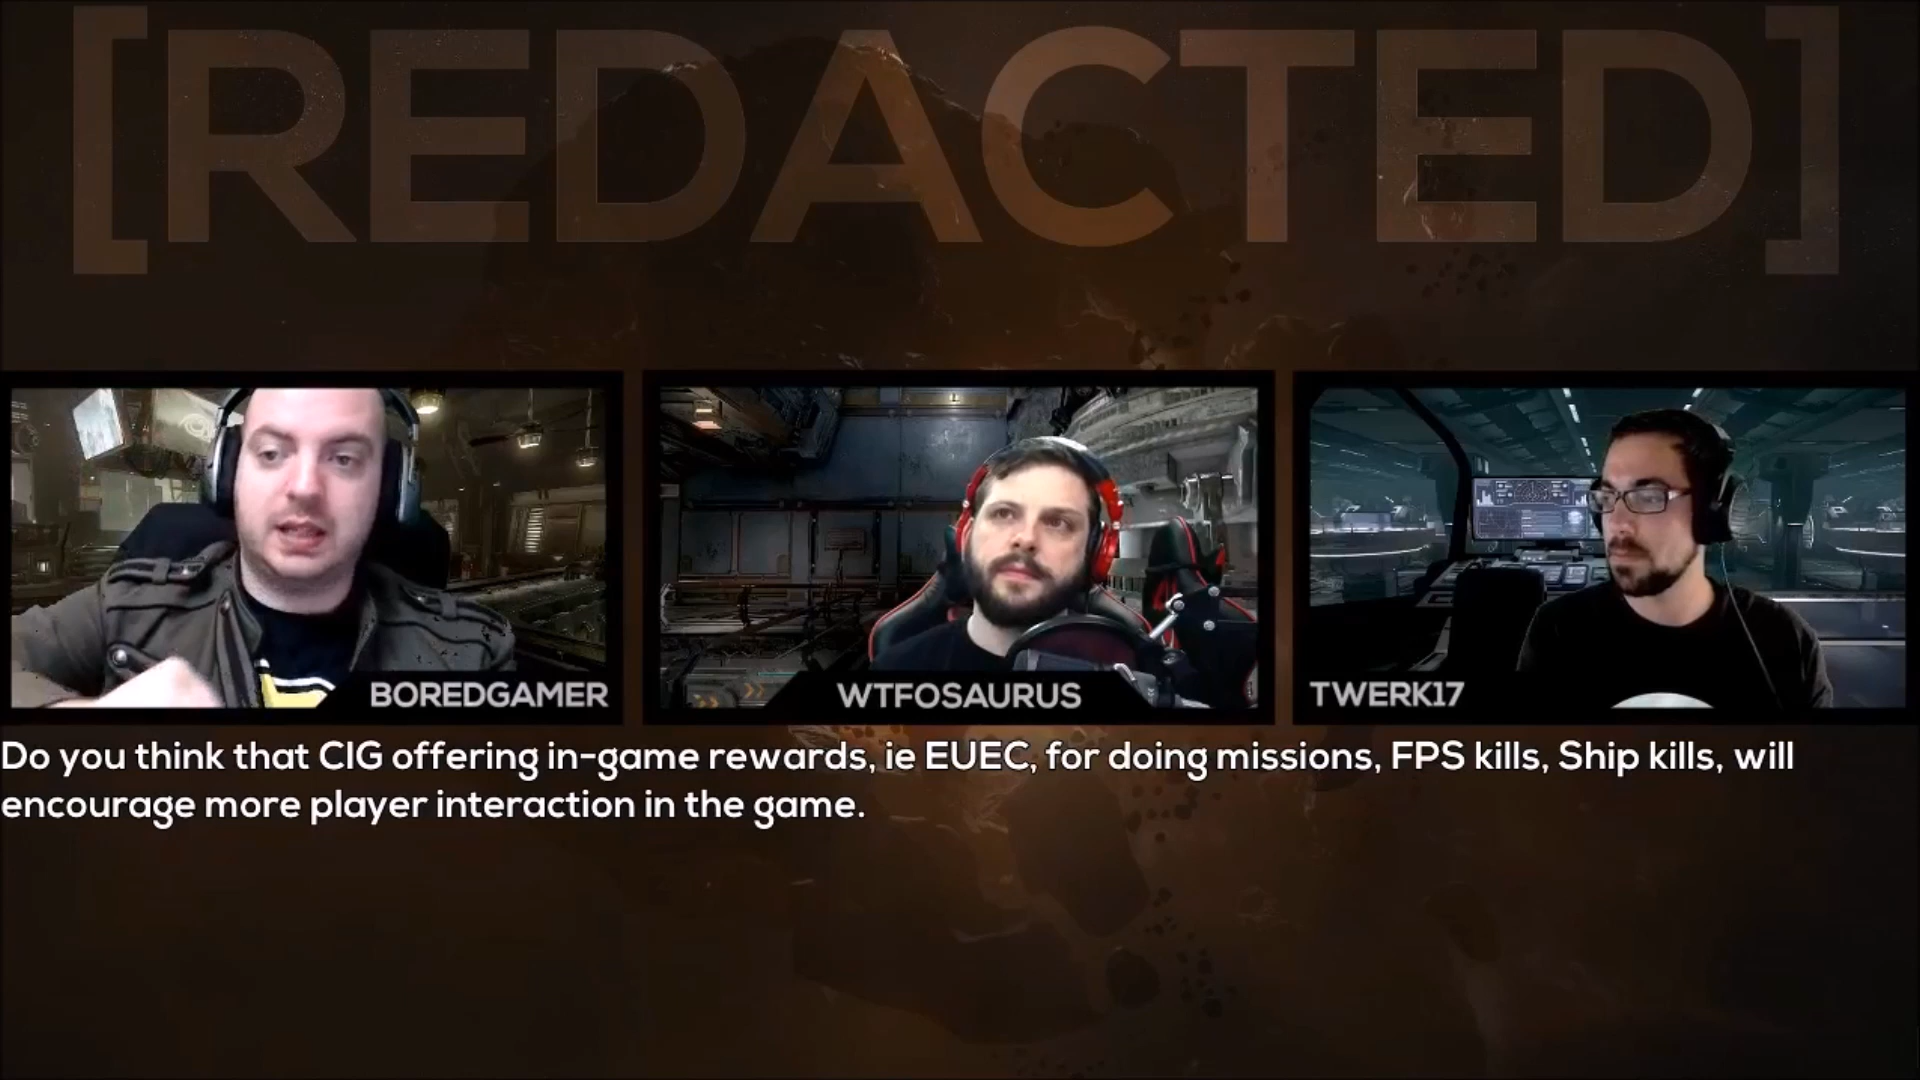 [REDACTED]
BOREDGAMER
WTFOSAURUS
TWERK17
Do you think that CIG offering in-game rewards, ie EUEC, for doing missions, FPS kills, Ship kills, will
encourage more player interaction in the game.